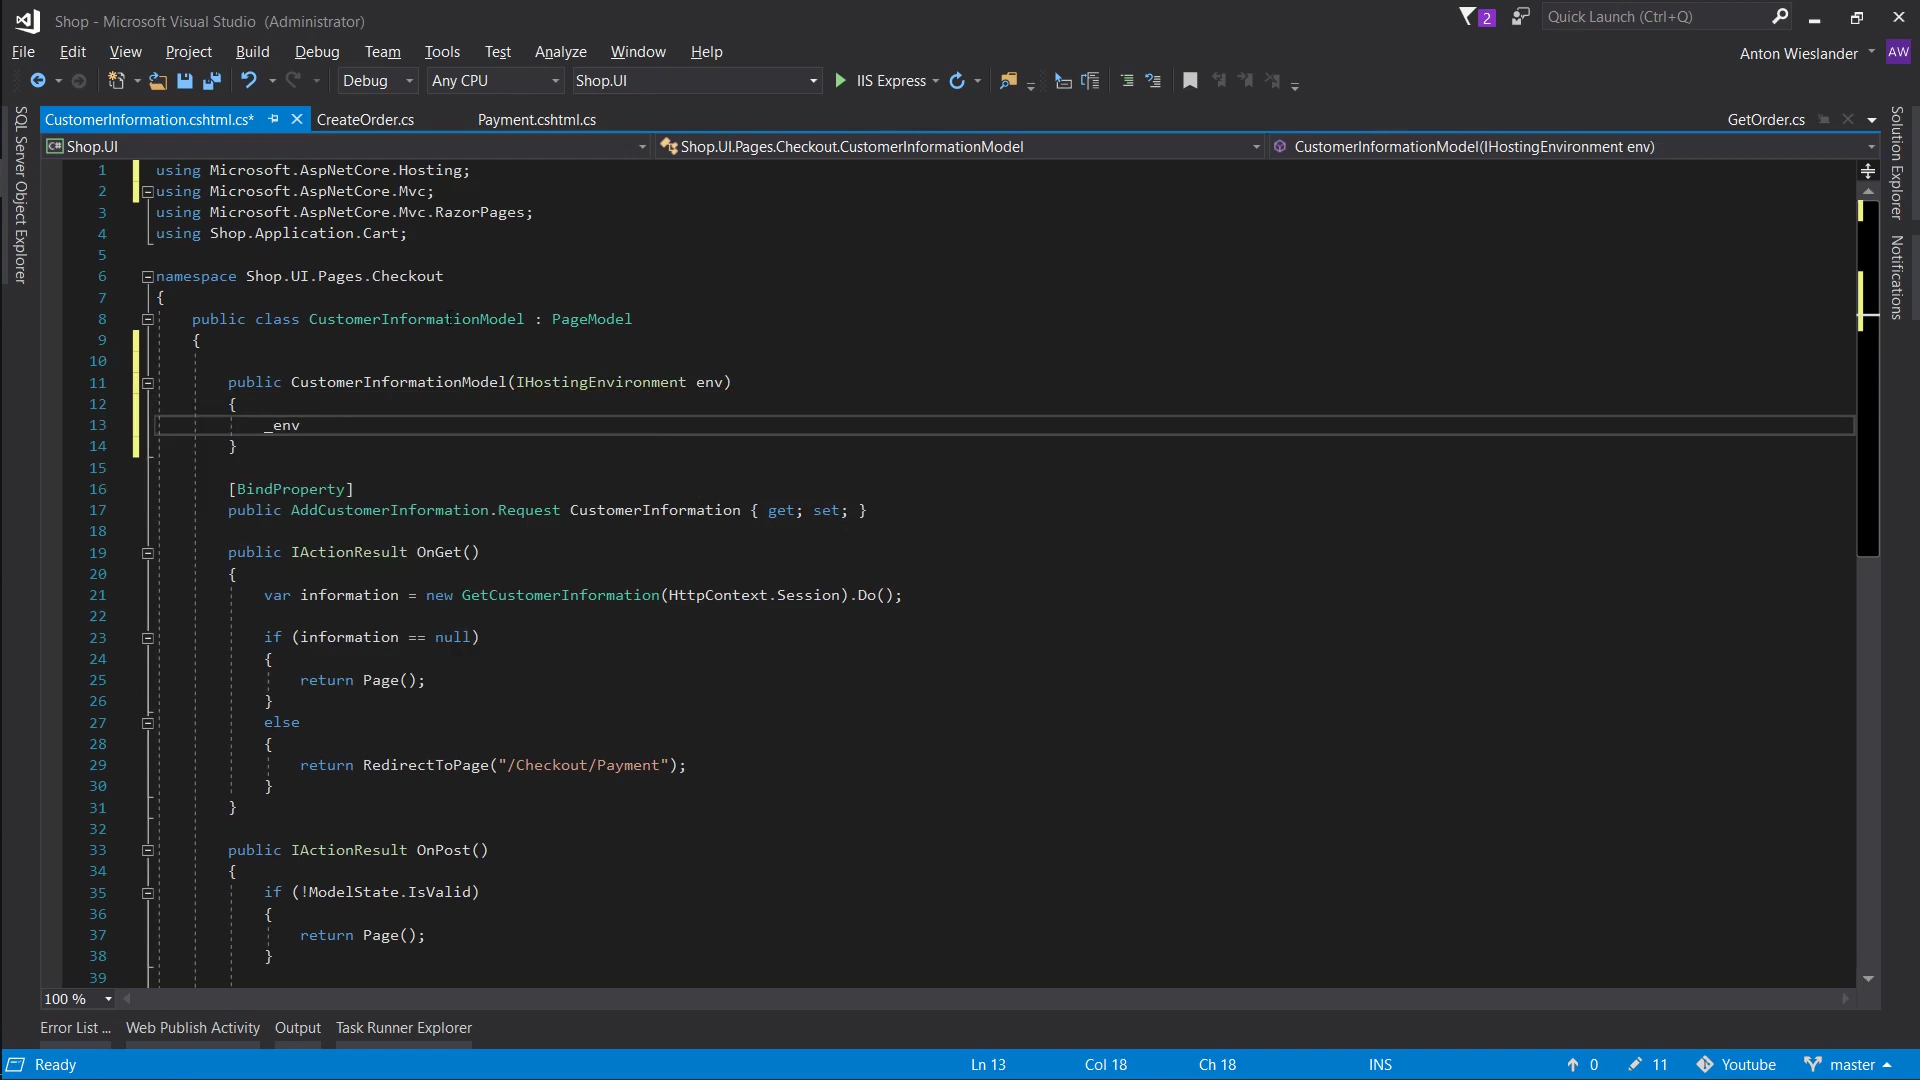 Shop - Microsoft Visual Studio (Administrator)
2
Quick Launch (Ctrl+Q)
File Edit View Project Build Debug Team Tools Test Analyze Window Help
Anton Wieslander AW
Debug Any CPU Shop.UI IIS Express
CustomerInformation.cshtml.cs* CreateOrder.cs Payment.cshtml.cs GetOrder.cs
C# Shop.UI Shop.UI.Pages.Checkout.CustomerInformationModel CustomerInformationModel(IHostingEnvironment env)
SQL Server Object Explorer
Solution Explorer
Notifications
1 using Microsoft.AspNetCore.Hosting;
2 using Microsoft.AspNetCore.Mvc;
3 using Microsoft.AspNetCore.Mvc.RazorPages;
4 using Shop.Application.Cart;
5
6 namespace Shop.UI.Pages.Checkout
7 {
8 public class CustomerInformationModel : PageModel
9 {
10
11 public CustomerInformationModel(IHostingEnvironment env)
12 {
13 _env
14 }
15
16 [BindProperty]
17 public AddCustomerInformation.Request CustomerInformation { get; set; }
18
19 public IActionResult OnGet()
20 {
21 var information = new GetCustomerInformation(HttpContext.Session).Do();
22
23 if (information == null)
24 {
25 return Page();
26 }
27 else
28 {
29 return RedirectToPage("/Checkout/Payment");
30 }
31 }
32
33 public IActionResult OnPost()
34 {
35 if (!ModelState.IsValid)
36 {
37 return Page();
38 }
39
100 %
Error List ... Web Publish Activity Output Task Runner Explorer
Ready Ln 13 Col 18 Ch 18 INS 0 11 Youtube master